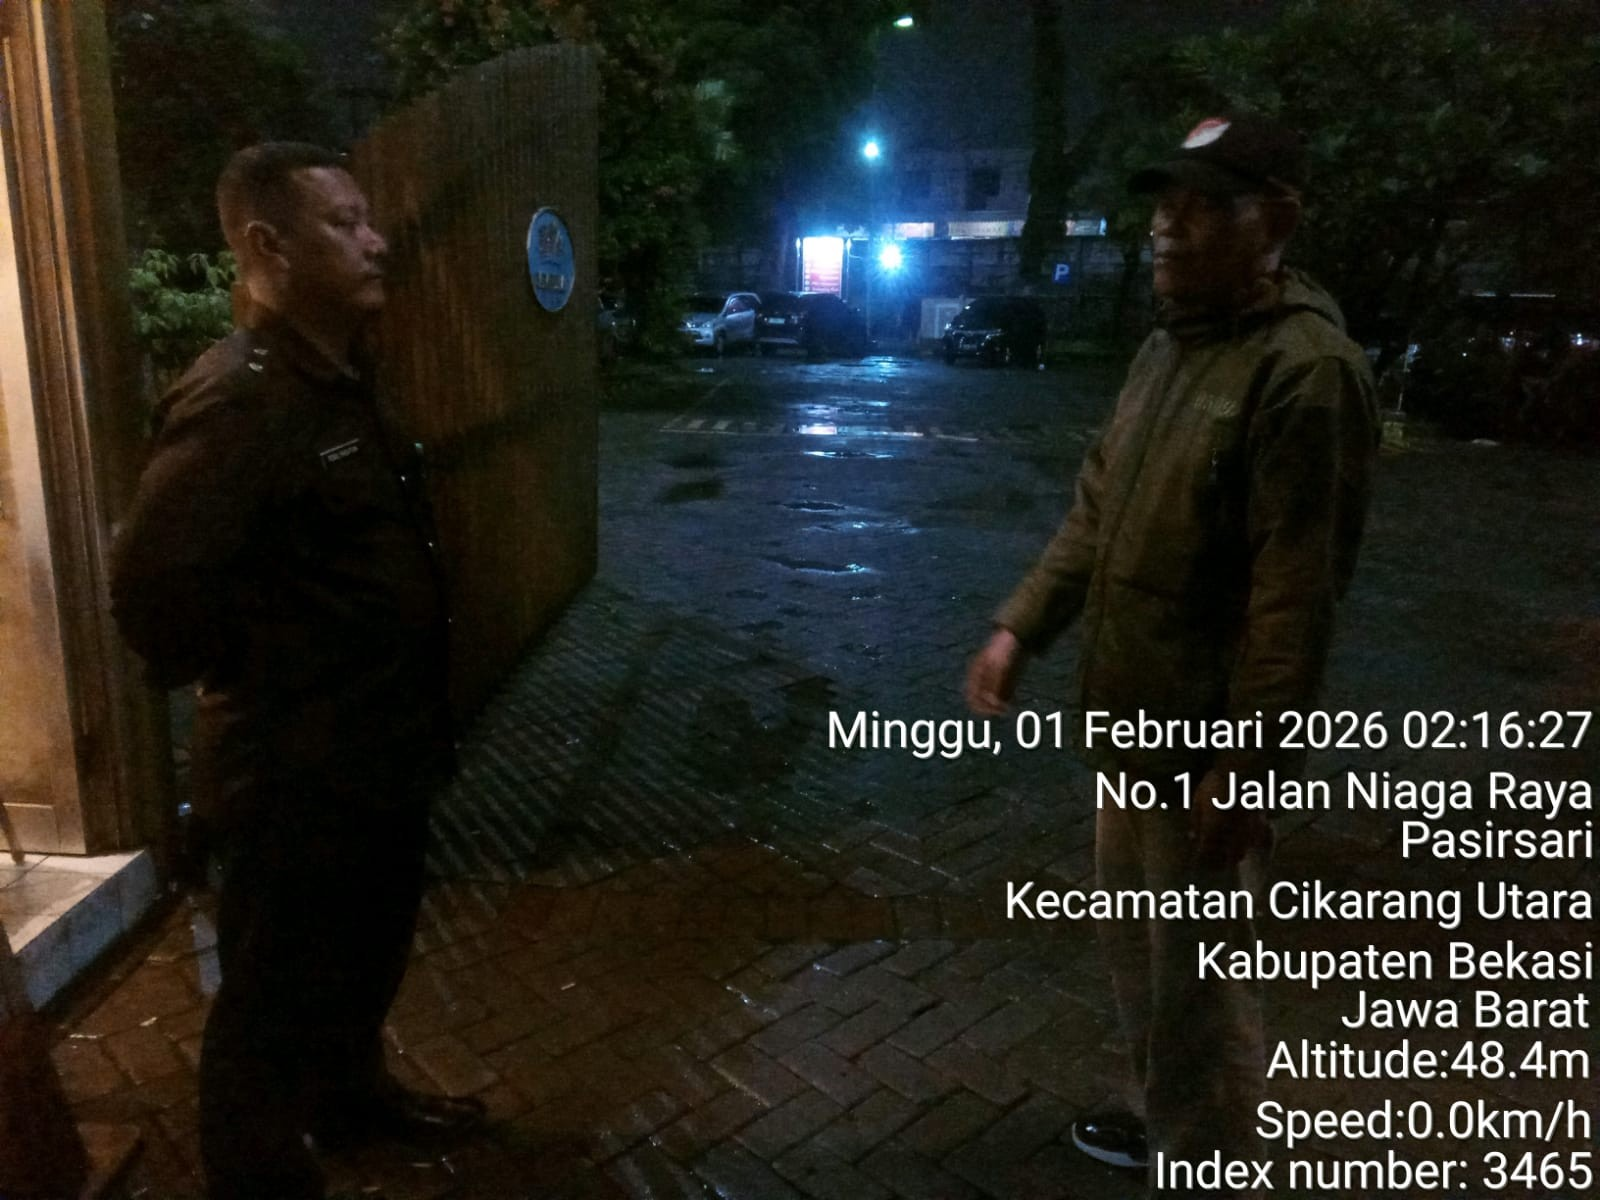 P
Minggu, 01 Februari 2026 02:16:27
No.1 Jalan Niaga Raya
Pasirsari
Kecamatan Cikarang Utara
Kabupaten Bekasi
Jawa Barat
Altitude:48.4m
Speed:0.0km/h
Index number: 3465